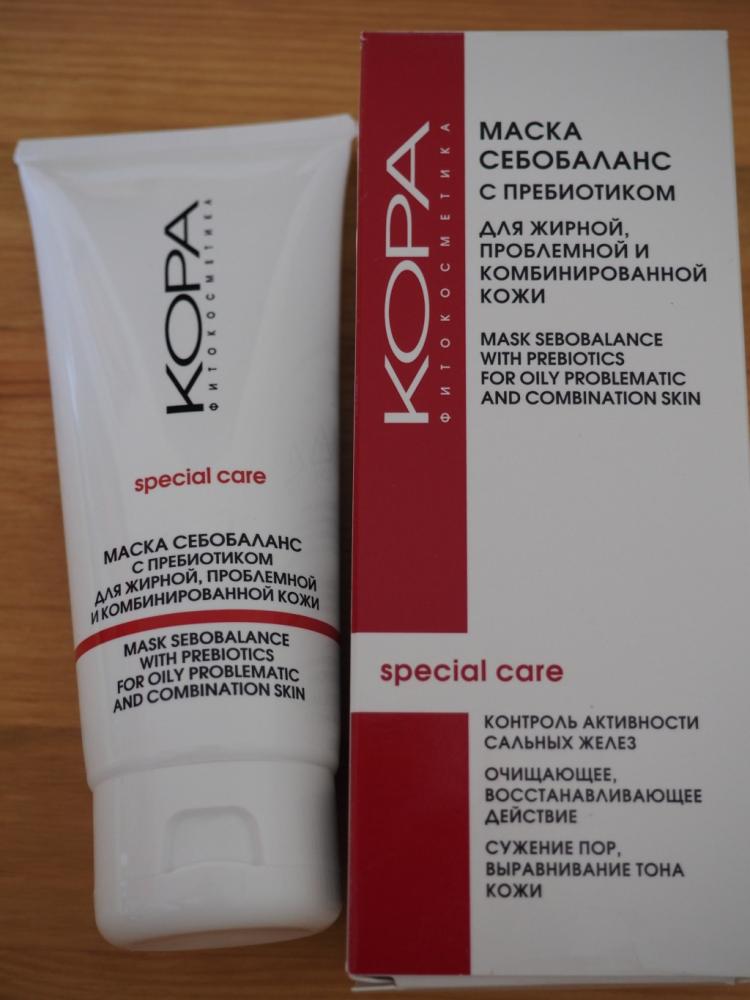 КОРА
ФИТОКОСМЕТИКА
special care
МАСКА СЕБОБАЛАНС
С ПРЕБИОТИКОМ
ДЛЯ ЖИРНОЙ, ПРОБЛЕМНОЙ
И КОМБИНИРОВАННОЙ КОЖИ
MASK SEBOBALANCE
WITH PREBIOTICS
FOR OILY PROBLEMATIC
AND COMBINATION SKIN
КОРА
ФИТОКОСМЕТИКА
МАСКА
СЕБОБАЛАНС
С ПРЕБИОТИКОМ
ДЛЯ ЖИРНОЙ,
ПРОБЛЕМНОЙ И
КОМБИНИРОВАННОЙ
КОЖИ
MASK SEBOBALANCE
WITH PREBIOTICS
FOR OILY PROBLEMATIC
AND COMBINATION SKIN
special care
КОНТРОЛЬ АКТИВНОСТИ
САЛЬНЫХ ЖЕЛЕЗ
ОЧИЩАЮЩЕЕ,
ВОССТАНАВЛИВАЮЩЕЕ
ДЕЙСТВИЕ
СУЖЕНИЕ ПОР,
ВЫРАВНИВАНИЕ ТОНА
КОЖИ